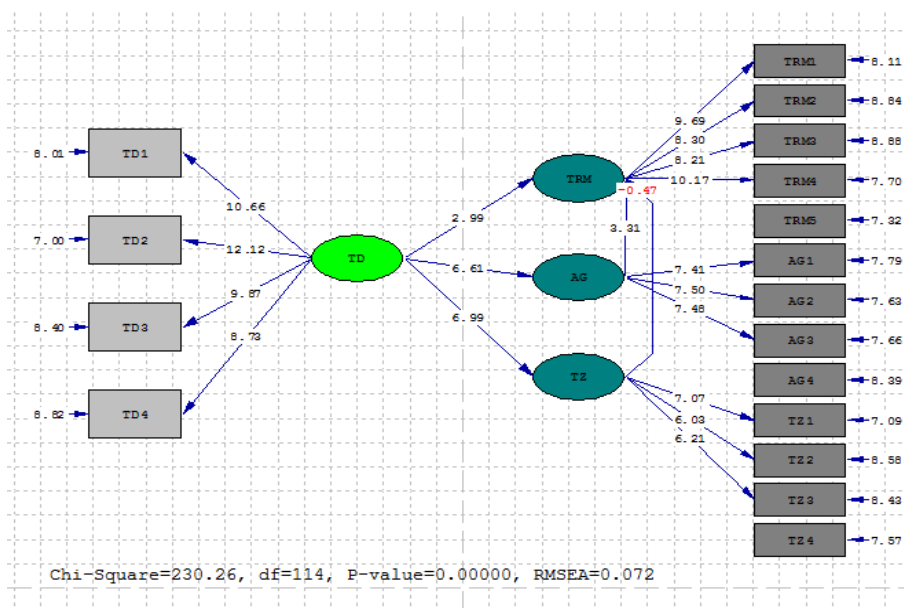 TRM1
8.11
TRM2
8.84
9.69
8.30
TRM3
8.88
8.01
TD1
8.21
TRM
10.17
TRM4
7.70
-0.47
10.66
2.99
TRM5
7.32
3.31
7.00
TD2
12.12
TD
AG1
7.79
6.61
AG
7.41
7.50
AG2
7.63
9.87
7.48
6.99
8.40
TD3
8.73
AG3
7.66
TZ
AG4
8.39
7.07
8.82
TD4
6.03
TZ1
7.09
6.21
TZ2
8.58
TZ3
8.43
TZ4
7.57
Chi-Square=230.26, df=114, P-value=0.00000, RMSEA=0.072